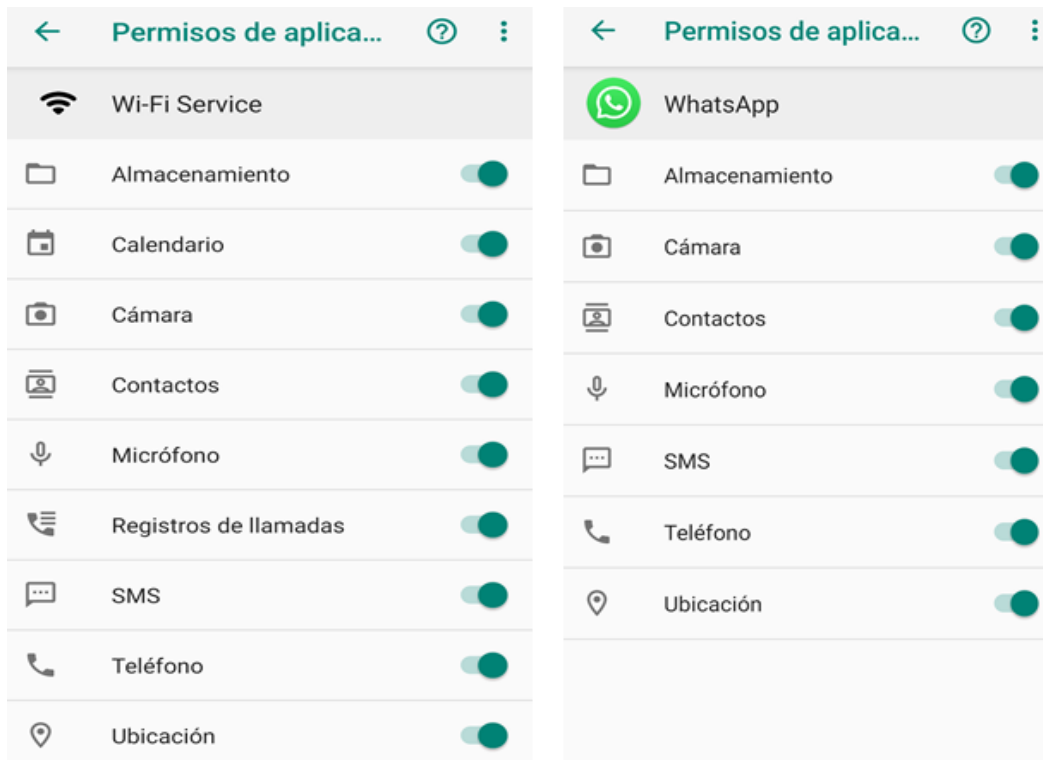 Permisos de aplica...
Wi-Fi Service
Almacenamiento
Calendario
Cámara
Contactos
Micrófono
Registros de llamadas
SMS
Teléfono
Ubicación
Permisos de aplica...
WhatsApp
Almacenamiento
Cámara
Contactos
Micrófono
SMS
Teléfono
Ubicación